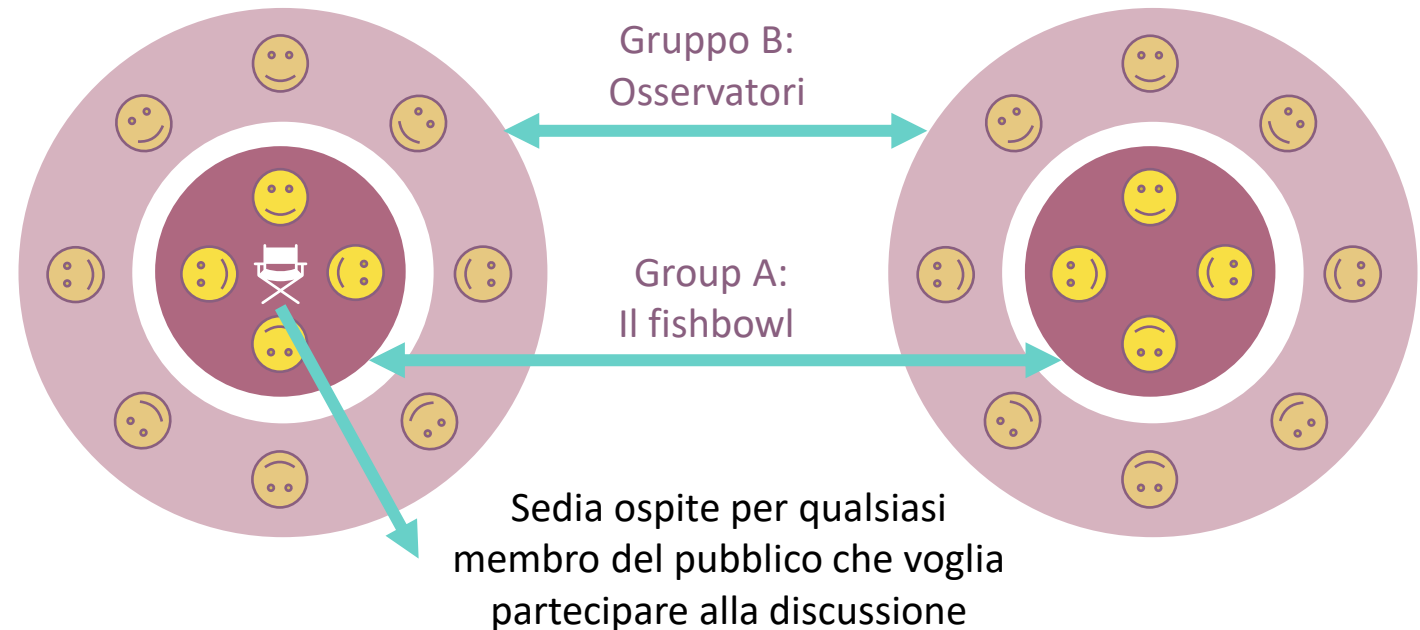 Gruppo B:
Osservatori
Group A:
Il fishbowl
Sedia ospite per qualsiasi
membro del pubblico che voglia
partecipare alla discussione